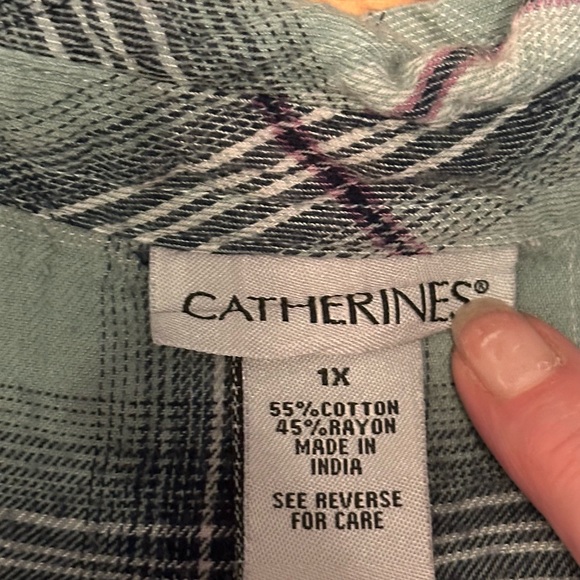 CATHERINES®
1X
55%COTTON
45%RAYON
MADE IN
INDIA
SEE REVERSE
FOR CARE